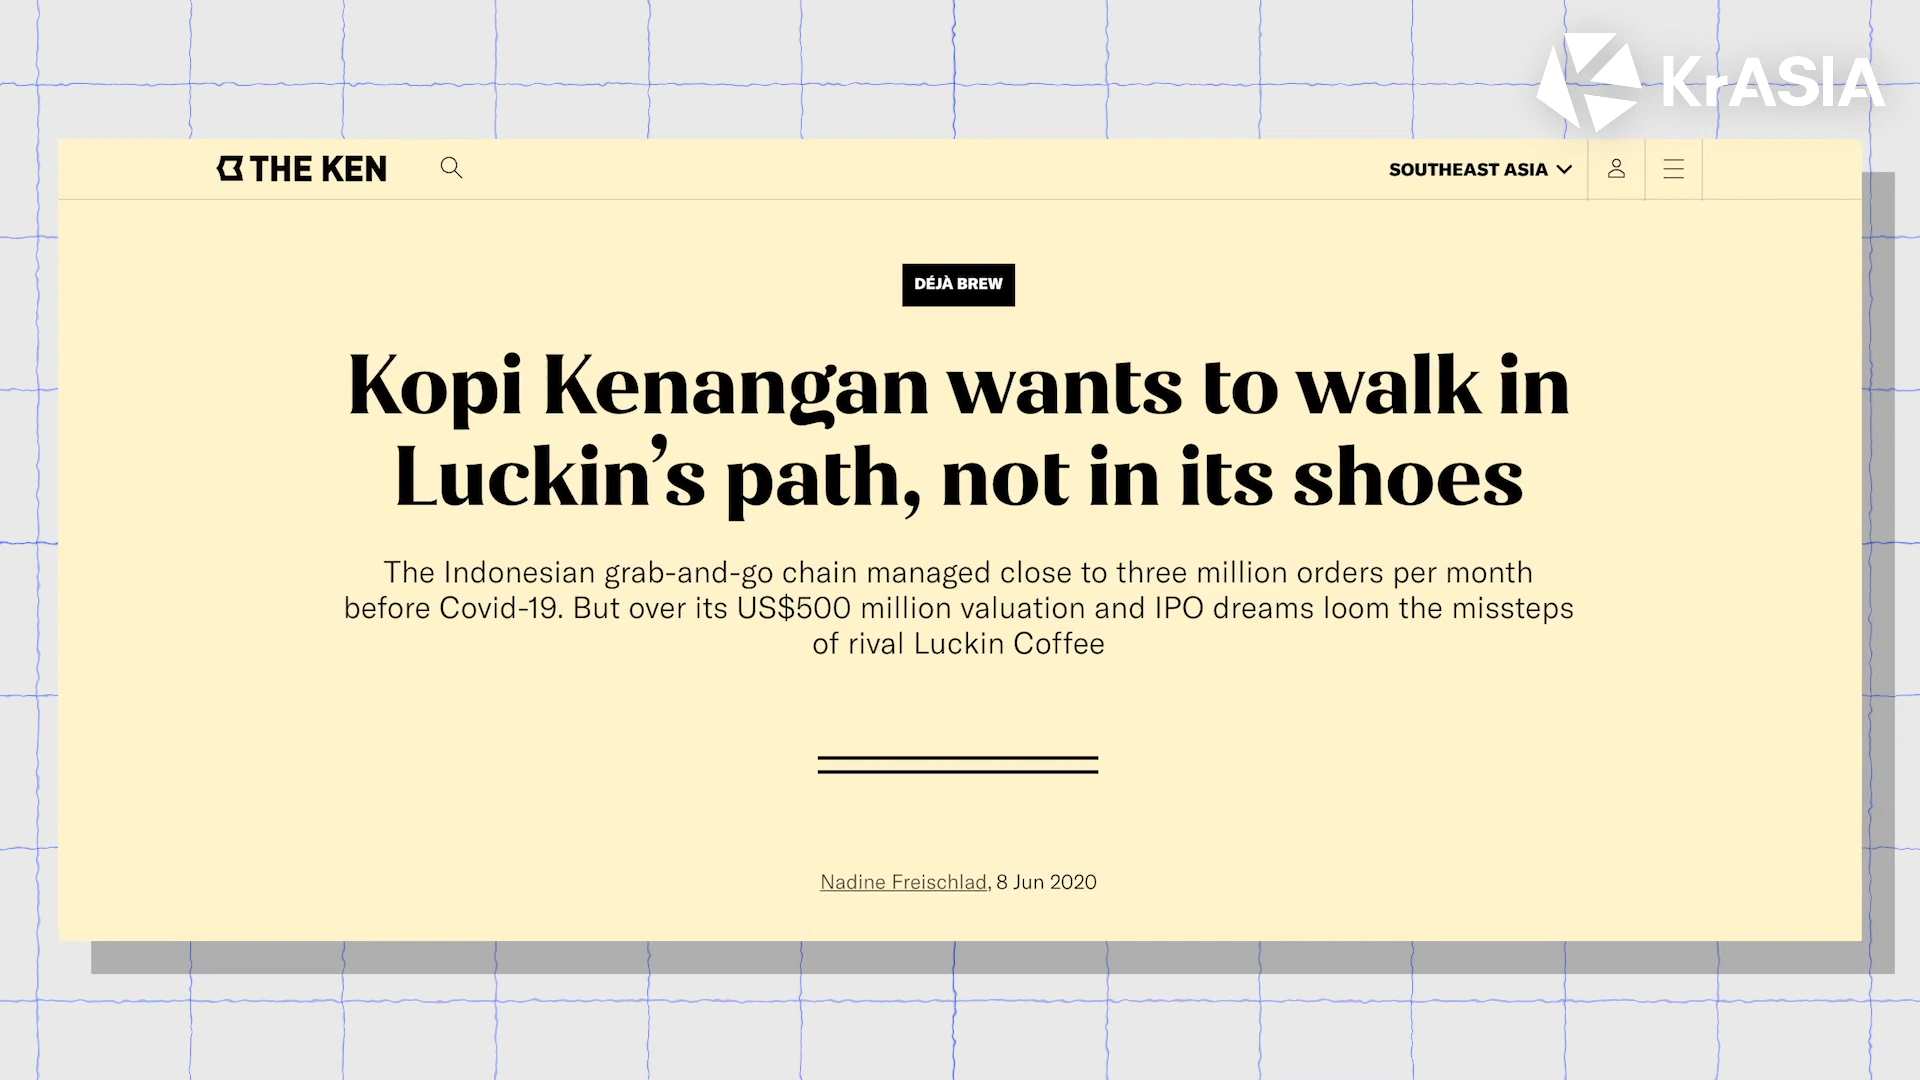 KrASIA
THE KEN
SOUTHEAST ASIA
DÉJÀ BREW
Kopi Kenangan wants to walk in
Luckin’s path, not in its shoes
The Indonesian grab-and-go chain managed close to three million orders per month
before Covid-19. But over its US$500 million valuation and IPO dreams loom the missteps
of rival Luckin Coffee
Nadine Freischlad, 8 Jun 2020